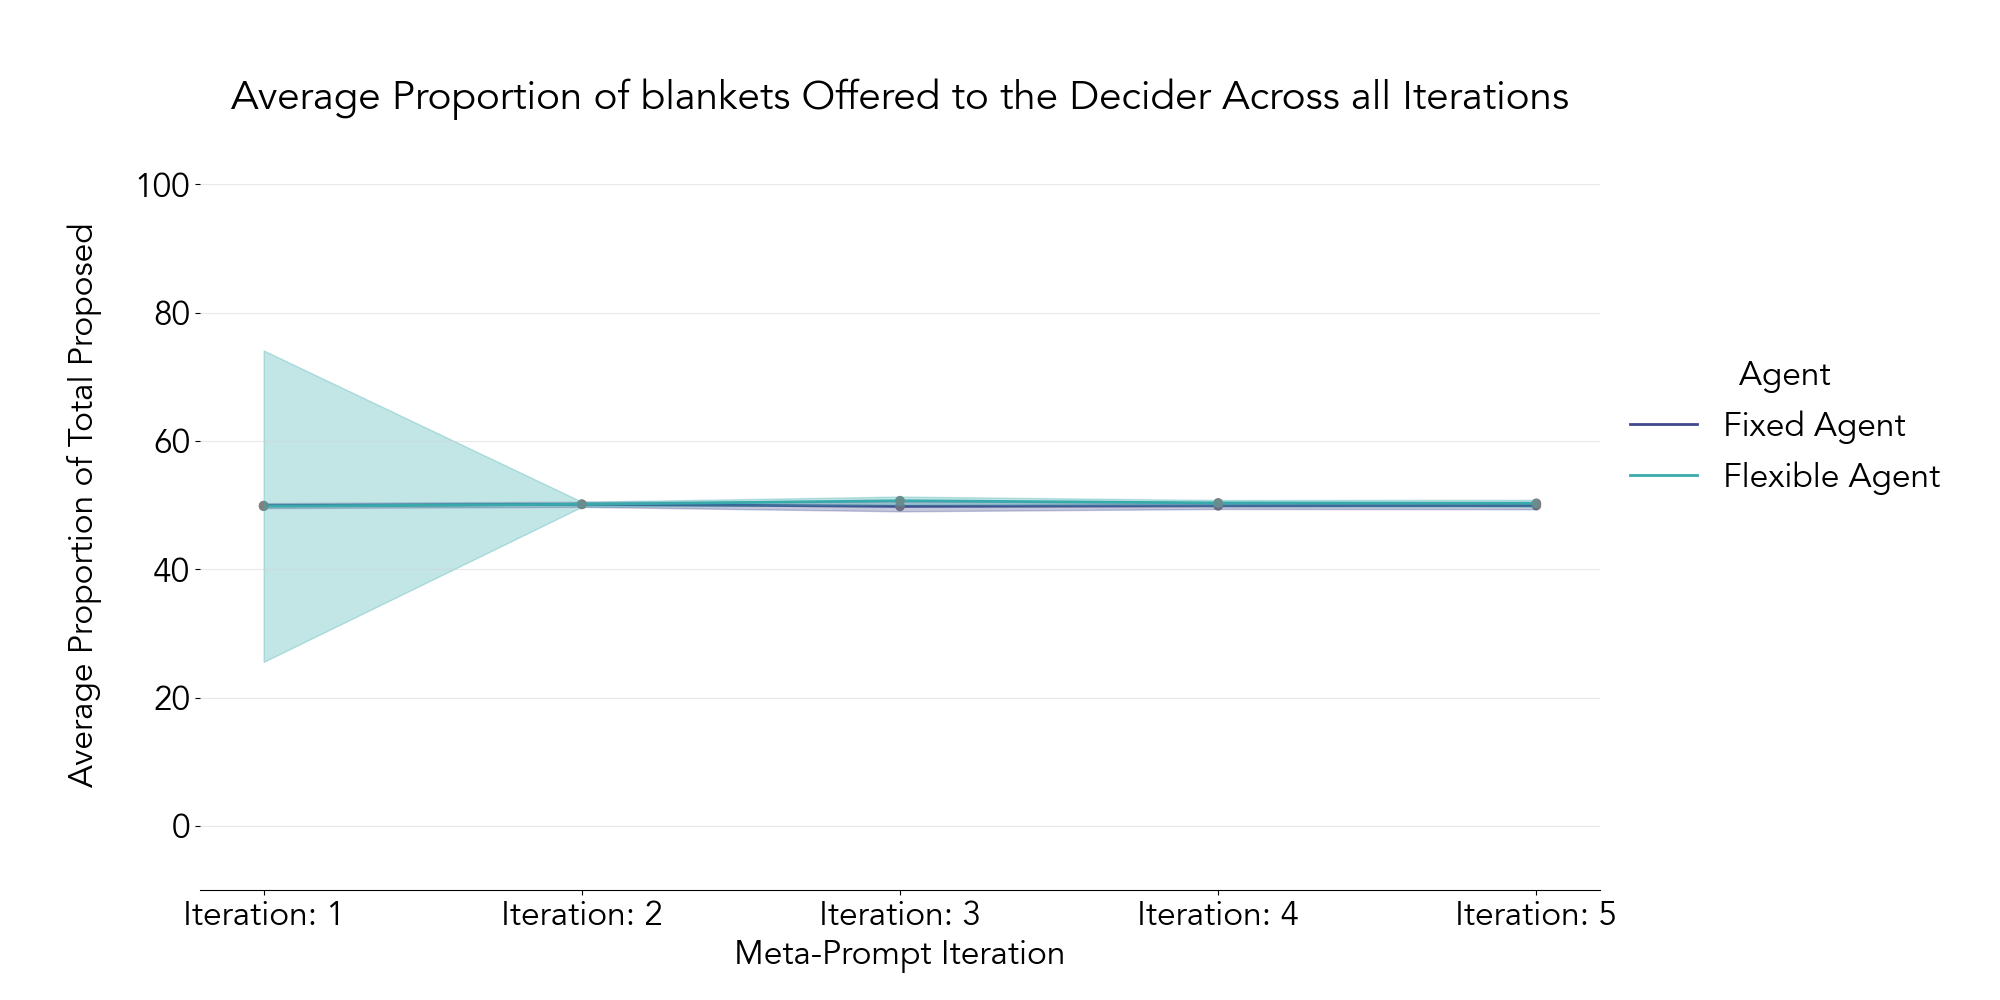 Average Proportion of blankets Offered to the Decider Across all Iterations
Average Proportion of Total Proposed
100
80
60
40
20
0
Iteration: 1
Iteration: 2
Iteration: 3
Iteration: 4
Iteration: 5
Meta-Prompt Iteration
Agent
Fixed Agent
Flexible Agent